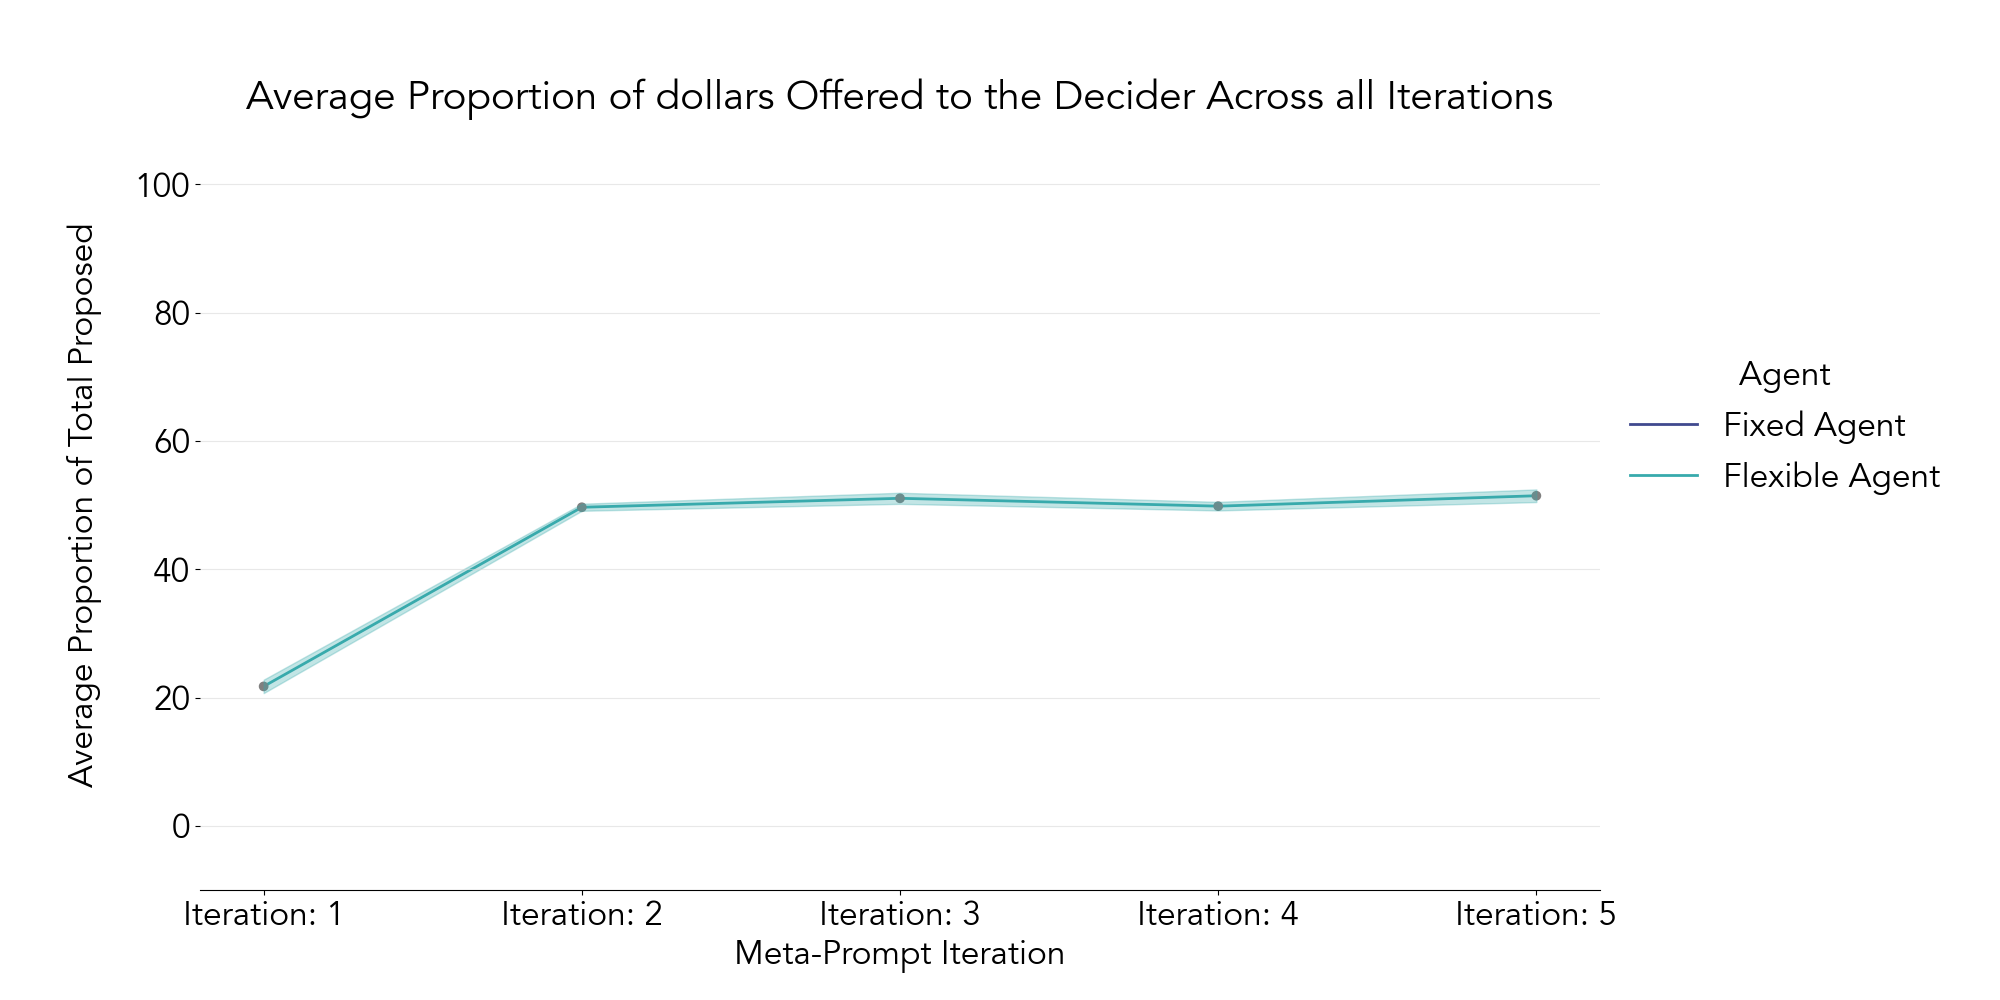 Average Proportion of dollars Offered to the Decider Across all Iterations
Average Proportion of Total Proposed
100
80
60
40
20
0
Iteration: 1
Iteration: 2
Iteration: 3
Iteration: 4
Iteration: 5
Meta-Prompt Iteration
Agent
Fixed Agent
Flexible Agent